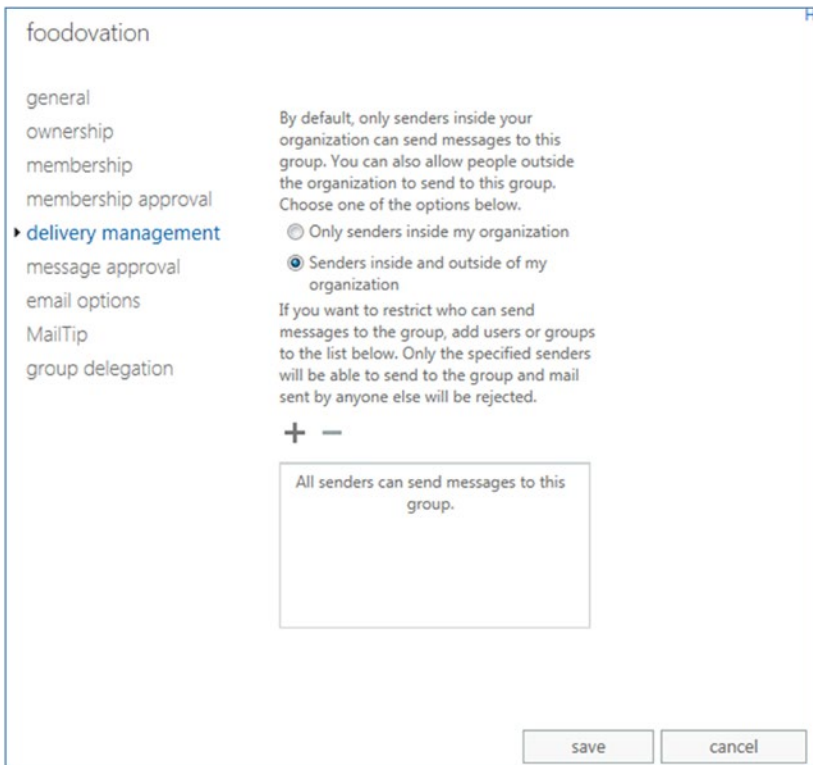 foodovation
general
ownership
membership
membership approval
delivery management
message approval
email options
MailTip
group delegation
By default, only senders inside your
organization can send messages to this
group. You can also allow people outside
the organization to send to this group.
Choose one of the options below.
Only senders inside my organization
Senders inside and outside of my
organization
If you want to restrict who can send
messages to the group, add users or groups
to the list below. Only the specified senders
will be able to send to the group and mail
sent by anyone else will be rejected.
All senders can send messages to this
group.
save cancel